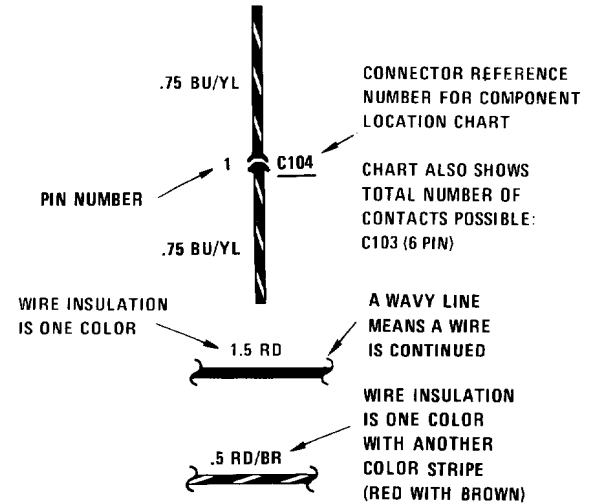 .75 BU/YL
CONNECTOR REFERENCE
NUMBER FOR COMPONENT
LOCATION CHART
1
C104
PIN NUMBER
CHART ALSO SHOWS
TOTAL NUMBER OF
CONTACTS POSSIBLE:
C103 (6 PIN)
.75 BU/YL
WIRE INSULATION
IS ONE COLOR
A WAVY LINE
MEANS A WIRE
IS CONTINUED
1.5 RD
WIRE INSULATION
IS ONE COLOR
WITH ANOTHER
COLOR STRIPE
(RED WITH BROWN)
.5 RD/BR